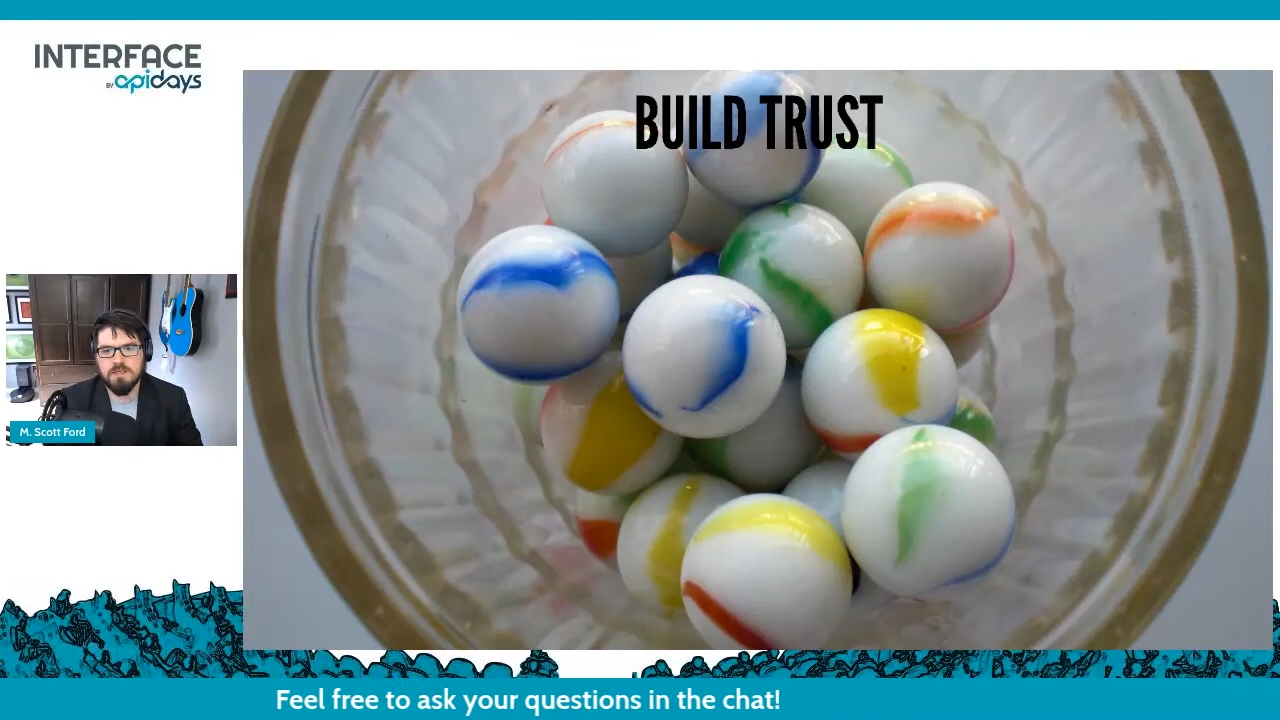 INTERFACE
BY apidays
BUILD TRUST
M. Scott Ford
Feel free to ask your questions in the chat!